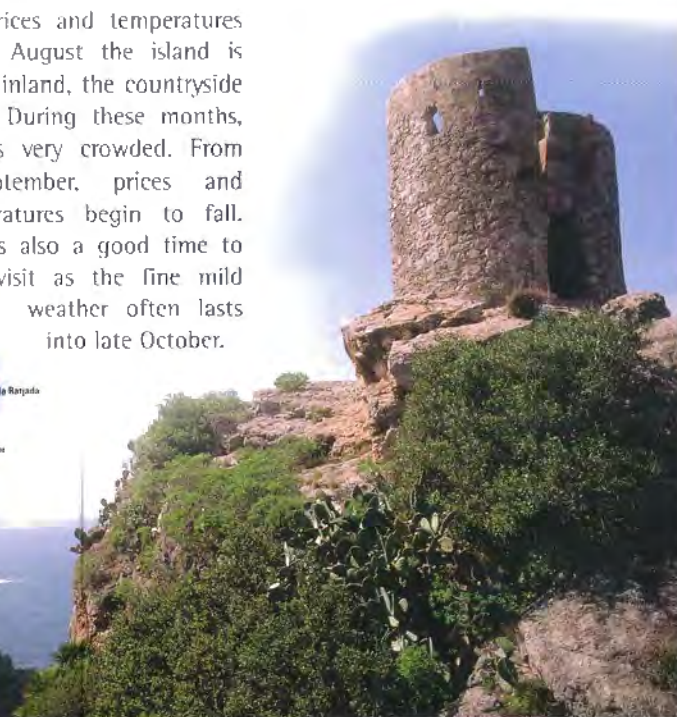 rices and temperatures
August the island is
inland, the countryside
During these months,
s very crowded. From
tember, prices and
ratures begin to fall.
s also a good time to
visit as the fine mild
weather often lasts
into late October.
Ratjada